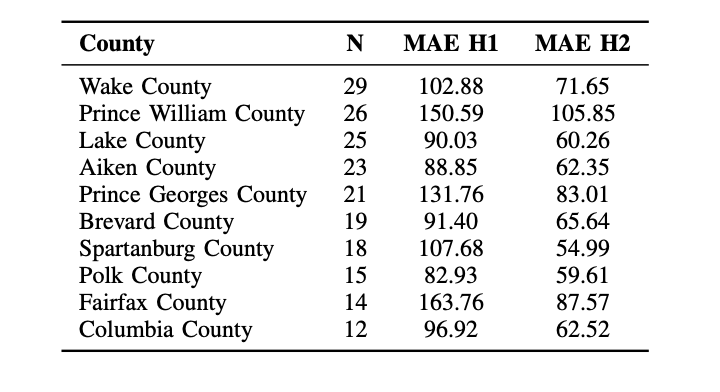 County N MAE H1 MAE H2
Wake County 29 102.88 71.65
Prince William County 26 150.59 105.85
Lake County 25 90.03 60.26
Aiken County 23 88.85 62.35
Prince Georges County 21 131.76 83.01
Brevard County 19 91.40 65.64
Spartanburg County 18 107.68 54.99
Polk County 15 82.93 59.61
Fairfax County 14 163.76 87.57
Columbia County 12 96.92 62.52